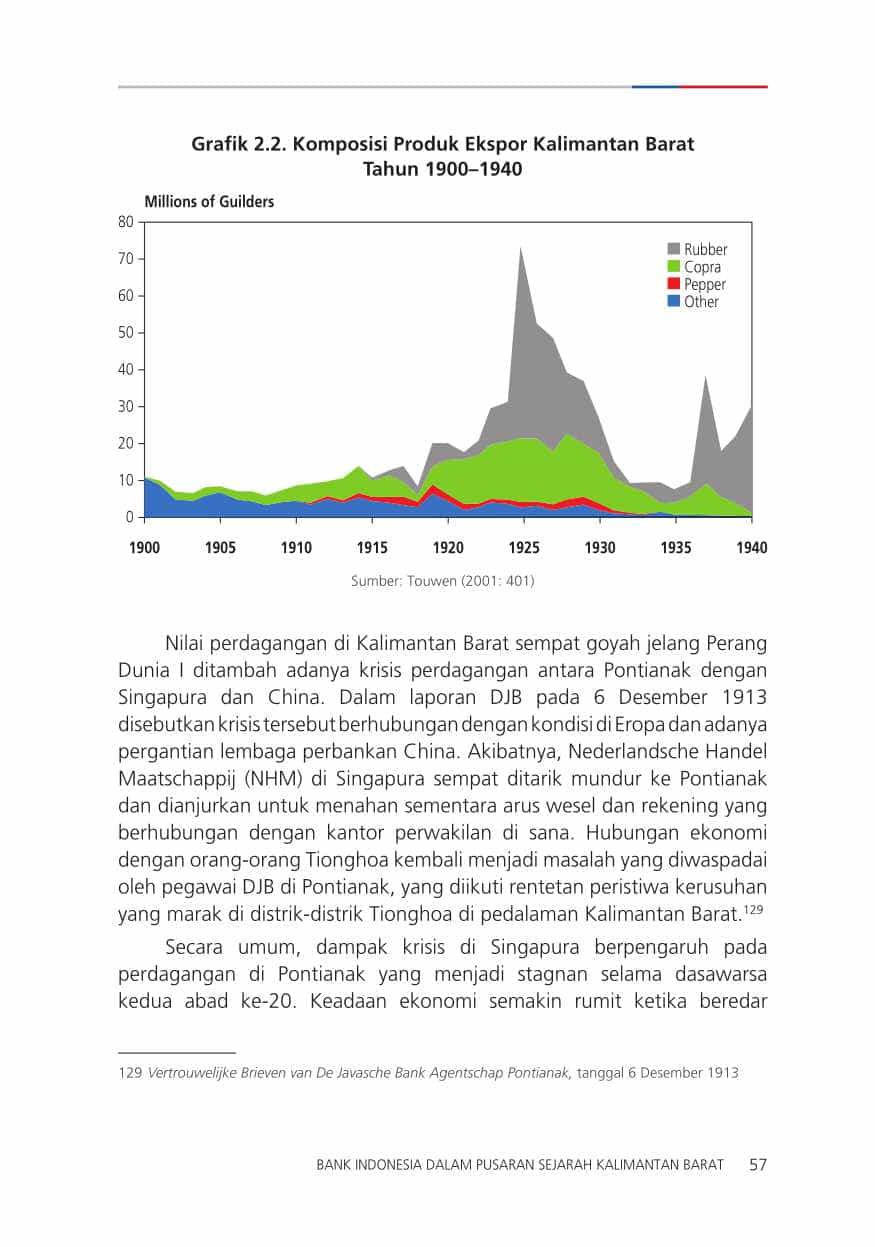 Grafik 2.2. Komposisi Produk Ekspor Kalimantan Barat
Tahun 1900–1940
Millions of Guilders
80
70
60
50
40
30
20
10
0
Rubber
Copra
Pepper
Other
1900 1905 1910 1915 1920 1925 1930 1935 1940
Sumber: Touwen (2001: 401)
Nilai perdagangan di Kalimantan Barat sempat goyah jelang Perang
Dunia I ditambah adanya krisis perdagangan antara Pontianak dengan
Singapura dan China. Dalam laporan DJB pada 6 Desember 1913
disebutkan krisis tersebut berhubungan dengan kondisi di Eropa dan adanya
pergantian lembaga perbankan China. Akibatnya, Nederlandsche Handel
Maatschappij (NHM) di Singapura sempat ditarik mundur ke Pontianak
dan dianjurkan untuk menahan sementara arus wesel dan rekening yang
berhubungan dengan kantor perwakilan di sana. Hubungan ekonomi
dengan orang-orang Tionghoa kembali menjadi masalah yang diwaspadai
oleh pegawai DJB di Pontianak, yang diikuti rentetan peristiwa kerusuhan
yang marak di distrik-distrik Tionghoa di pedalaman Kalimantan Barat.129
Secara umum, dampak krisis di Singapura berpengaruh pada
perdagangan di Pontianak yang menjadi stagnan selama dasawarsa
kedua abad ke-20. Keadaan ekonomi semakin rumit ketika beredar
129 Vertrouwelijke Brieven van De Javasche Bank Agentschap Pontianak, tanggal 6 Desember 1913
BANK INDONESIA DALAM PUSARAN SEJARAH KALIMANTAN BARAT 57